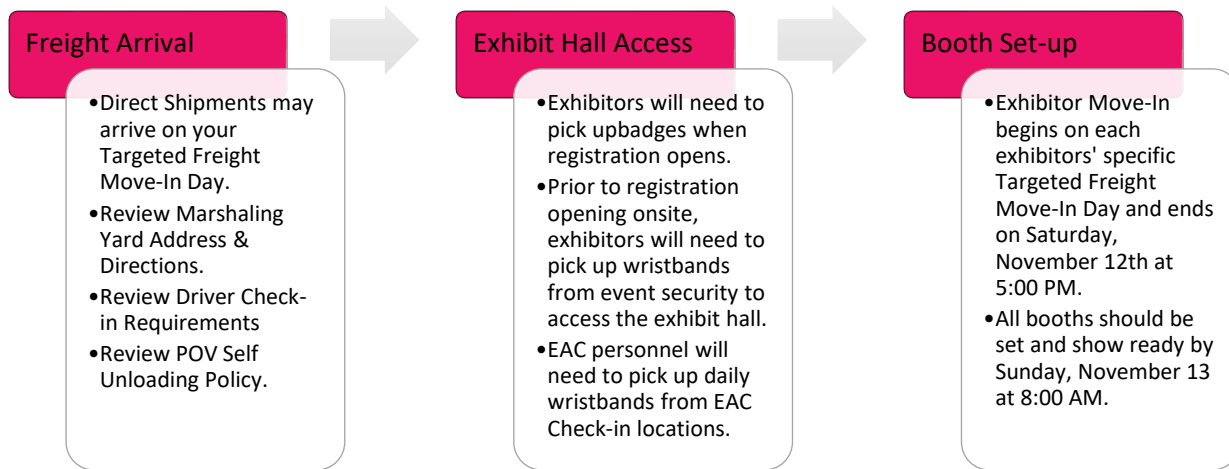 Freight Arrival
•Direct Shipments may
arrive on your
Targeted Freight
Move-In Day.
•Review Marshaling
Yard Address &
Directions.
•Review Driver Check-
in Requirements
•Review POV Self
Unloading Policy.
Exhibit Hall Access
•Exhibitors will need to
pick upbadges when
registration opens.
•Prior to registration
opening onsite,
exhibitors will need to
pick up wristbands
from event security to
access the exhibit hall.
•EAC personnel will
need to pick up daily
wristbands from EAC
Check-in locations.
Booth Set-up
•Exhibitor Move-In
begins on each
exhibitors' specific
Targeted Freight
Move-In Day and ends
on Saturday,
November 12th at
5:00 PM.
•All booths should be
set and show ready by
Sunday, November 13
at 8:00 AM.